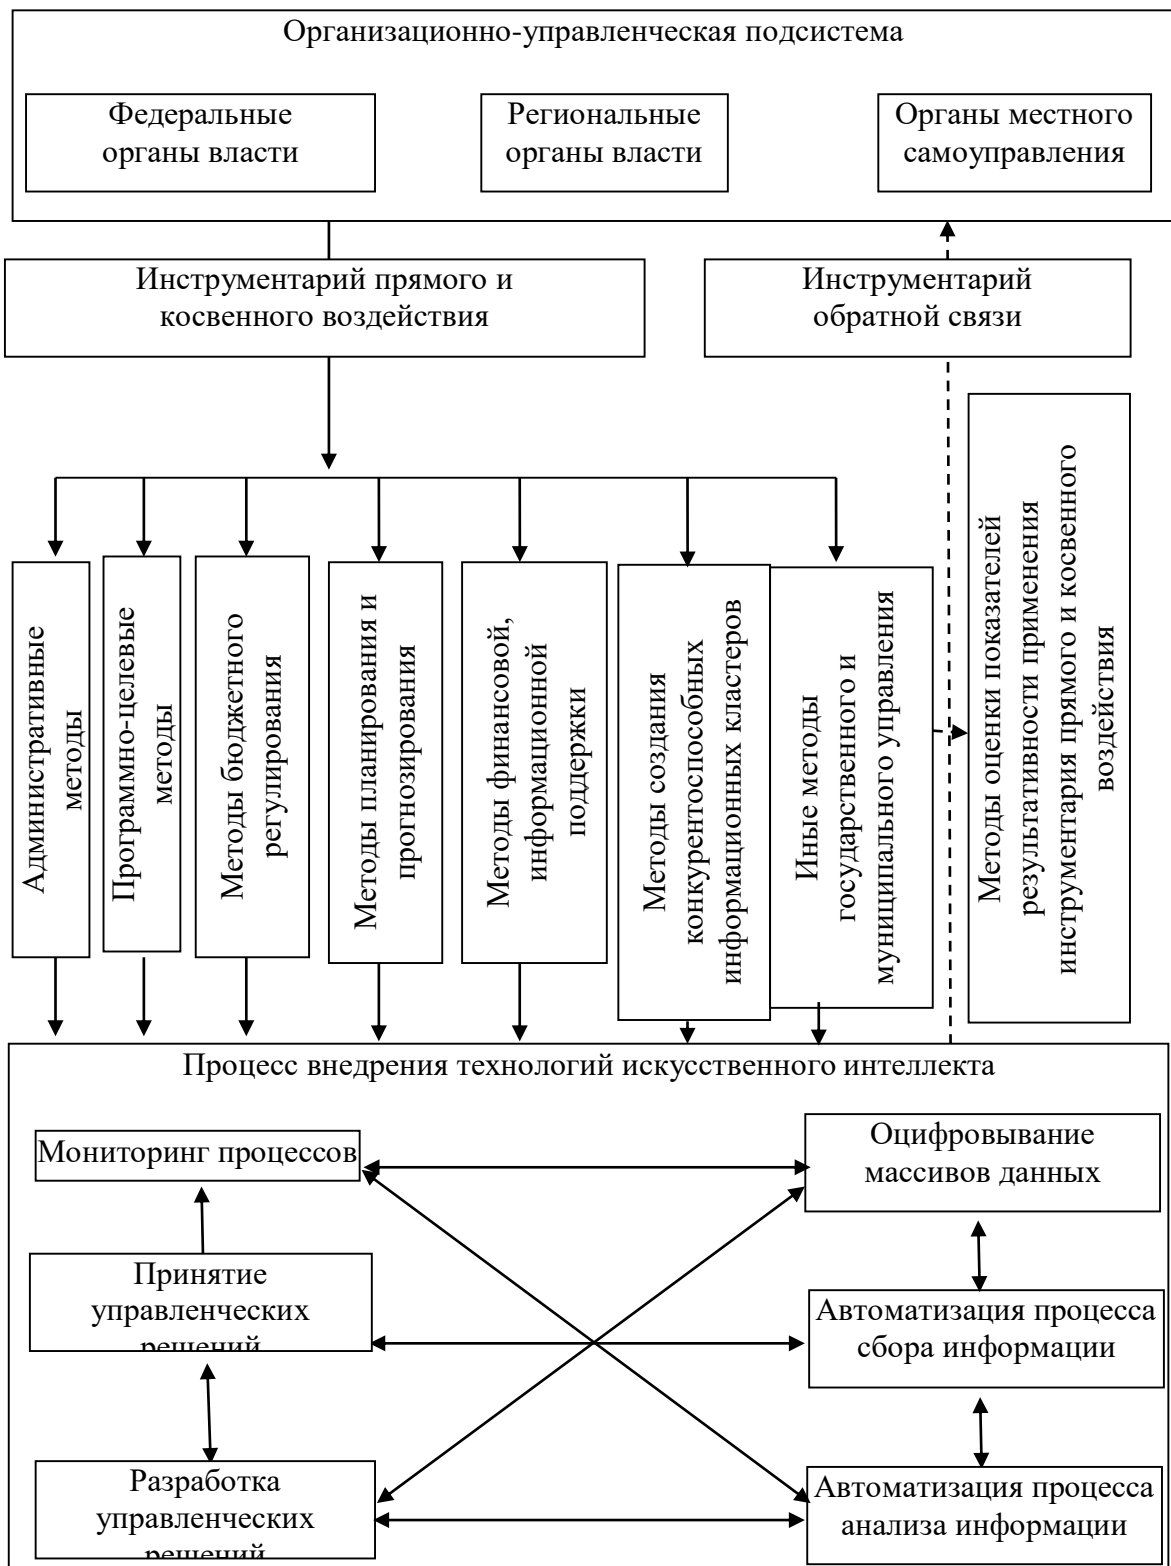 Организационно-управленческая подсистема
Федеральные
органы власти
Региональные
органы власти
Органы местного
самоуправления
Инструментарий прямого и
косвенного воздействия
Инструментарий
обратной связи
Административные
методы
Программно-целевые
методы
Методы бюджетного
регулирования
Методы планирования и
прогнозирования
Методы финансовой,
информационной
поддержки
Методы создания
конкурентоспособных
информационных кластеров
Иные методы
государственного и
муниципального управления
Методы оценки показателей
результативности применения
инструментария прямого и косвенного
воздействия
Процесс внедрения технологий искусственного интеллекта
Мониторинг процессов
Оцифровывание
массивов данных
Принятие
управленческих
решений
Автоматизация процесса
сбора информации
Разработка
управленческих
решений
Автоматизация процесса
анализа информации